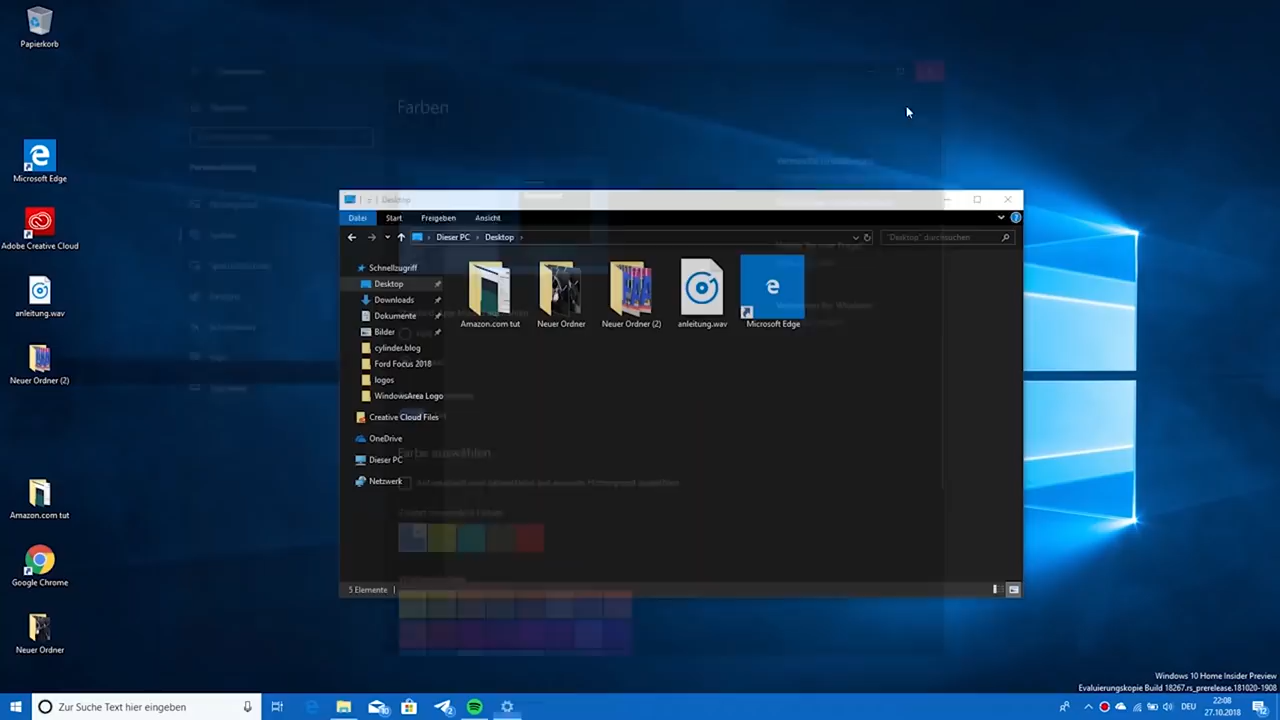 Papierkorb
Microsoft Edge
Adobe Creative Cloud
anleitung.wav
Neuer Ordner (2)
Amazon.com tut
Google Chrome
Neuer Ordner
Farben
Desktop
Datei Start Freigeben Ansicht
Dieser PC Desktop
"Desktop" durchsuchen
Schnellzugriff
Desktop
Downloads
Dokumente
Bilder
cylinder.blog
Ford Focus 2018
logos
WindowsArea Logo
Creative Cloud Files
OneDrive
Dieser PC
Netzwerk
Amazon.com tut
Neuer Ordner
Neuer Ordner (2)
anleitung.wav
Microsoft Edge
Farbe auswählen
5 Elemente
Windows 10 Home Insider Preview
Evaluierungskopie Build 18267.rs_prerelease.181020-1908
Zur Suche Text hier eingeben
DEU
22:08
27.10.2018